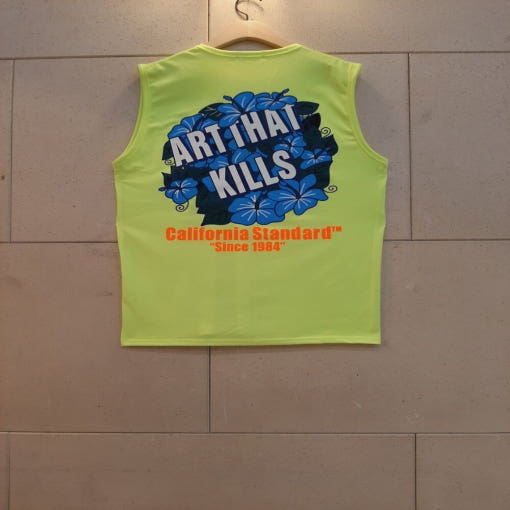 ART THAT
KILLS
California Standard™
"Since 1984"